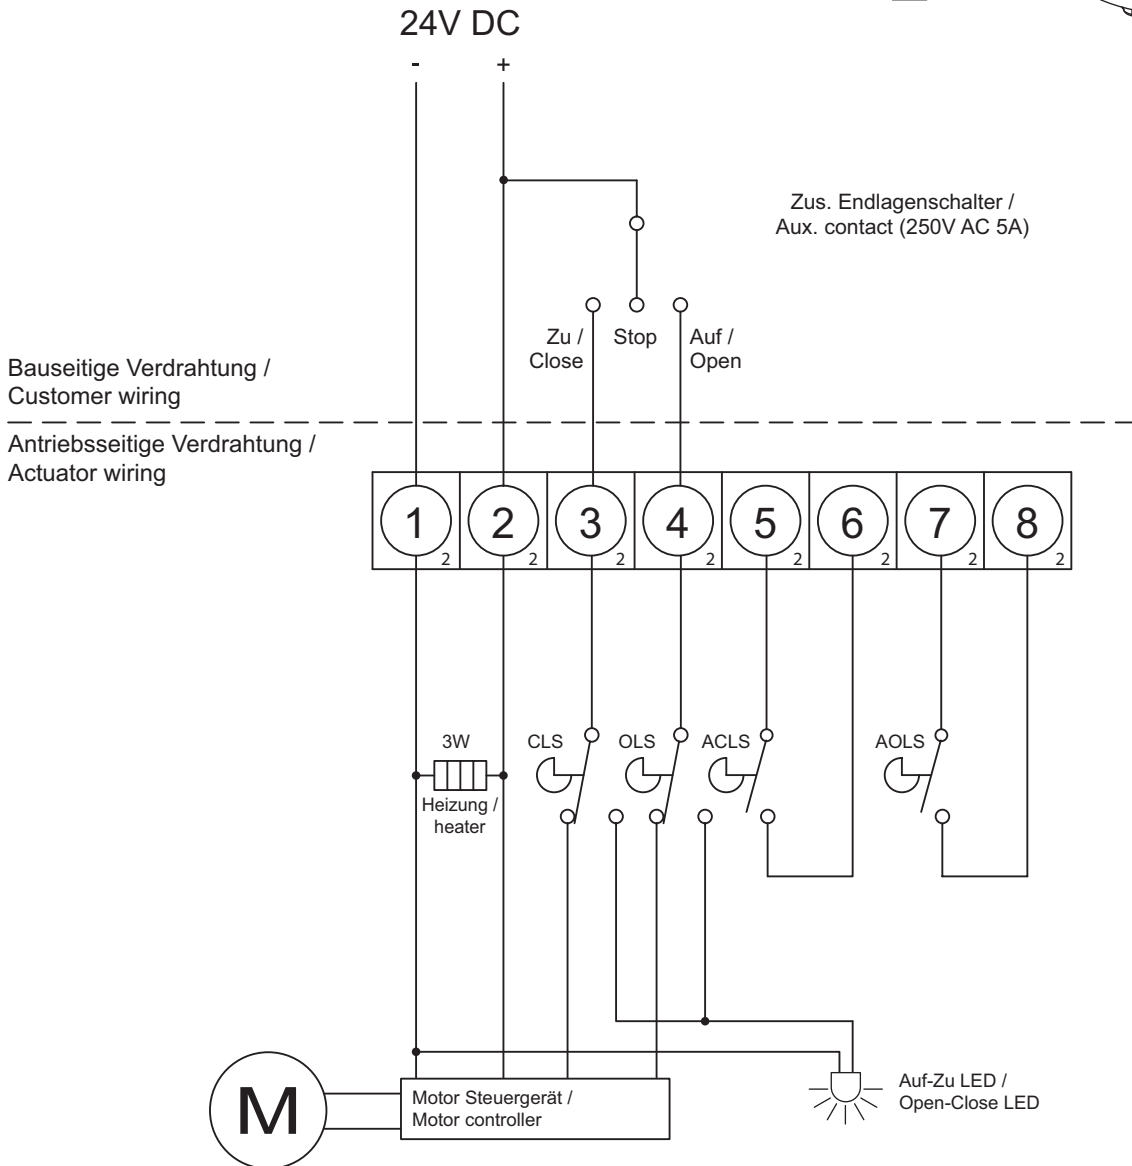 24V DC
- +
Zus. Endlagenschalter /
Aux. contact (250V AC 5A)
Zu /
Close
Stop
Auf /
Open
Bauseitige Verdrahtung /
Customer wiring
Antriebsseitige Verdrahtung /
Actuator wiring
1 2 3 4 5 6 7 8
2 2 2 2 2 2 2 2
3W
Heizung /
heater
CLS
OLS
ACLS
AOLS
M
Motor Steuergerät /
Motor controller
Auf-Zu LED /
Open-Close LED